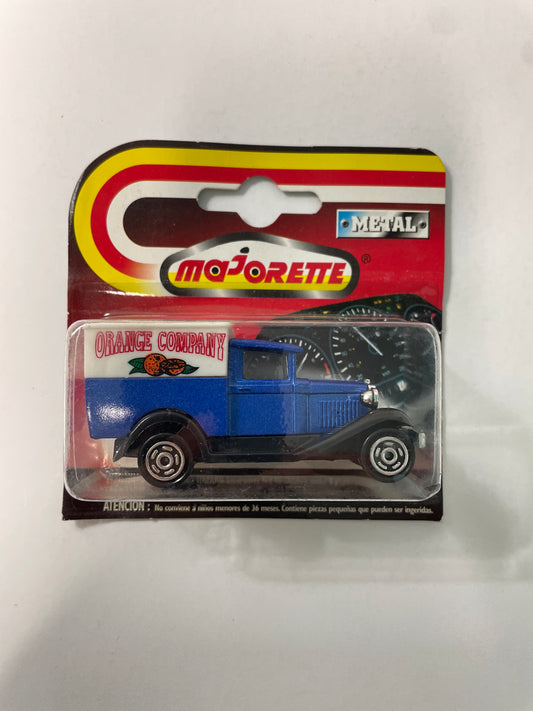 METAL
MAJORETTE
®
ORANGE COMPANY
ATENCION : No conviene a niños menores de 36 meses. Contiene piezas pequeñas que pueden ser ingeridas.